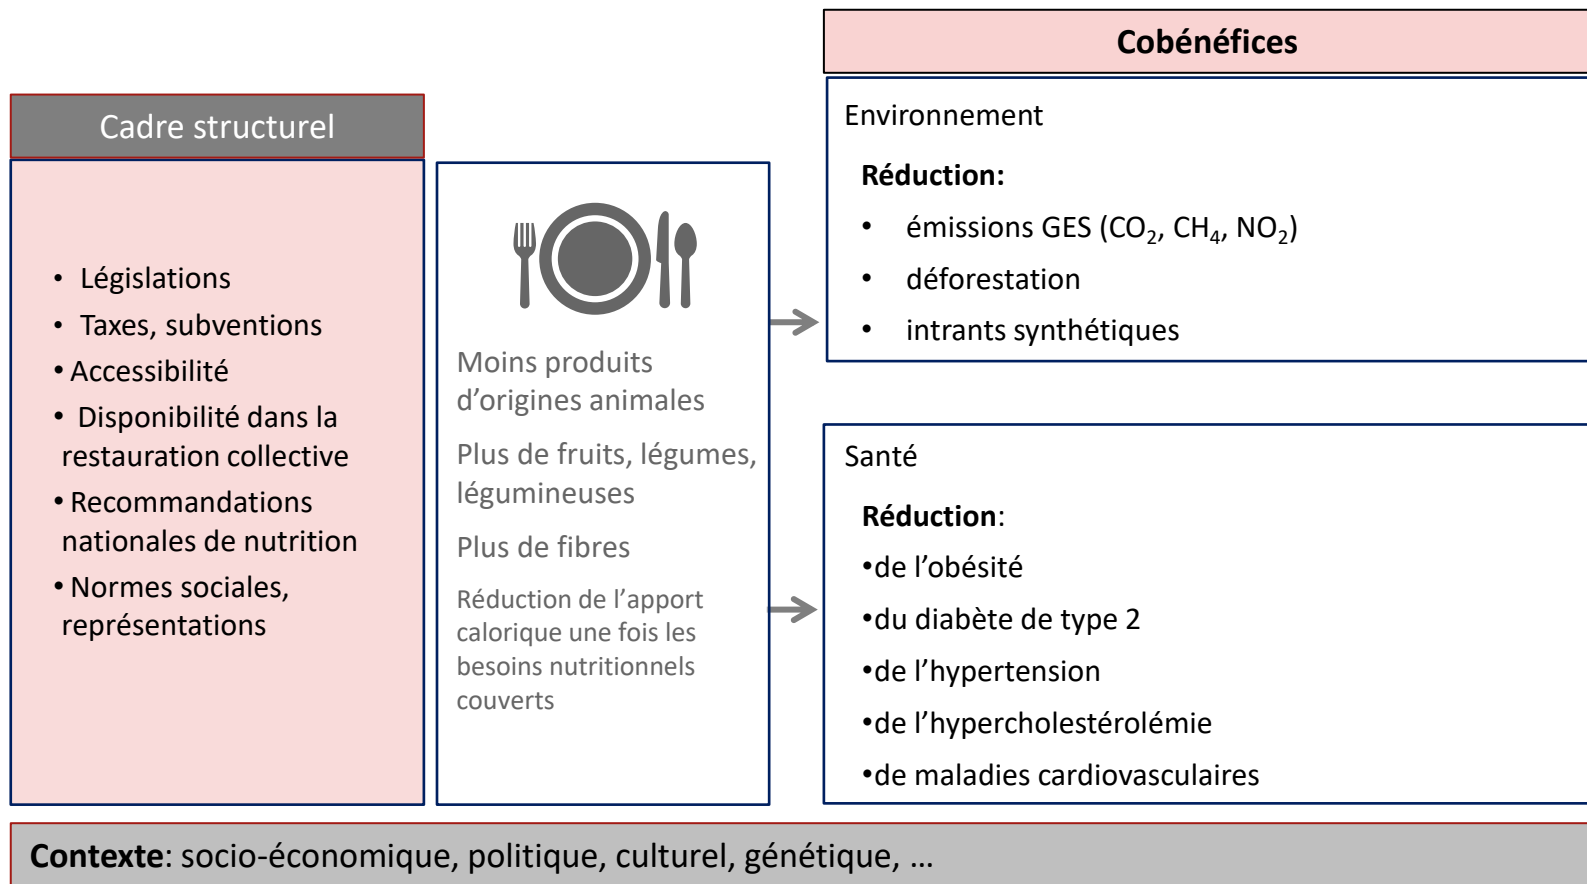 Cobénéfices
Cadre structurel
• Législations
• Taxes, subventions
• Accessibilité
• Disponibilité dans la
restauration collective
• Recommandations
nationales de nutrition
• Normes sociales,
représentations
Moins produits
d’origines animales
Plus de fruits, légumes,
légumineuses
Plus de fibres
Réduction de l’apport
calorique une fois les
besoins nutritionnels
couverts
Environnement
Réduction:
• émissions GES (CO₂, CH₄, NO₂)
• déforestation
• intrants synthétiques
Santé
Réduction:
•de l’obésité
•du diabète de type 2
•de l’hypertension
•de l’hypercholestérolémie
•de maladies cardiovasculaires
Contexte: socio-économique, politique, culturel, génétique, …